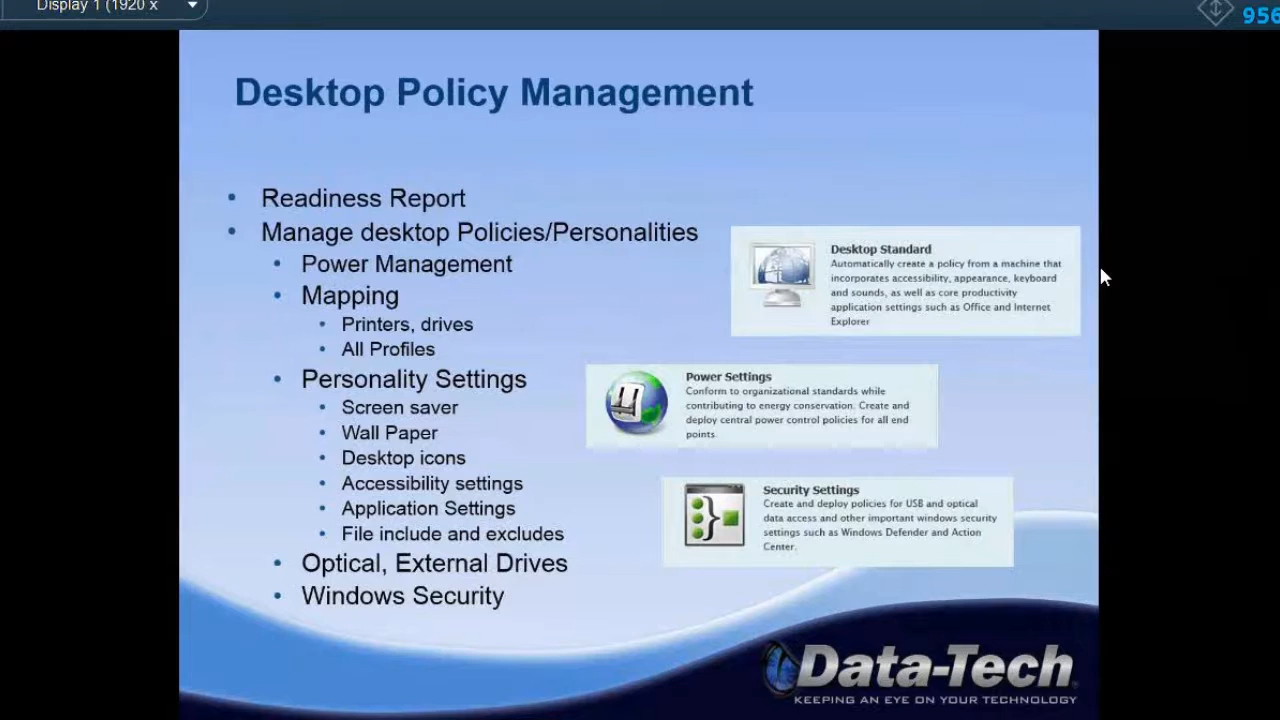 Display 1 (1920 x
956
Desktop Policy Management
• Readiness Report
• Manage desktop Policies/Personalities
• Power Management
• Mapping
• Printers, drives
• All Profiles
• Personality Settings
• Screen saver
• Wall Paper
• Desktop icons
• Accessibility settings
• Application Settings
• File include and excludes
• Optical, External Drives
• Windows Security
Desktop Standard
Automatically create a policy from a machine that
incorporates accessibility, appearance, keyboard
and sounds, as well as core productivity
application settings such as Office and Internet
Explorer
Power Settings
Conform to organizational standards while
contributing to energy conservation. Create and
deploy central power control policies for all end
points.
Security Settings
Create and deploy policies for USB and optical
data access and other important windows security
settings such as Windows Defender and Action
Center.
Data-Tech
KEEPING AN EYE ON YOUR TECHNOLOGY